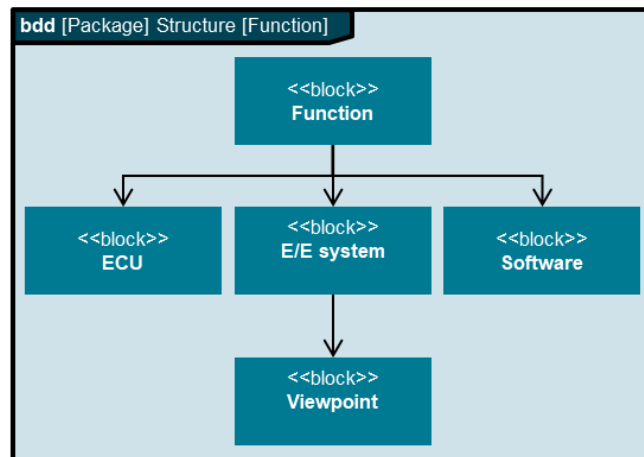 bdd [Package] Structure [Function]
<<block>>
Function
<<block>>
ECU
<<block>>
E/E system
<<block>>
Software
<<block>>
Viewpoint